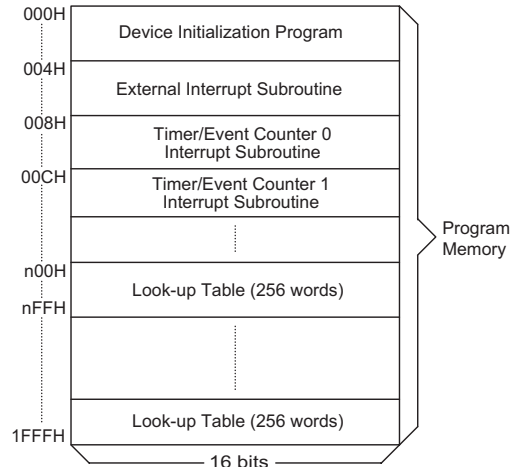 000H
Device Initialization Program
004H
External Interrupt Subroutine
008H
Timer/Event Counter 0
Interrupt Subroutine
00CH
Timer/Event Counter 1
Interrupt Subroutine
Program
Memory
n00H
Look-up Table (256 words)
nFFH
Look-up Table (256 words)
1FFFH
16 bits